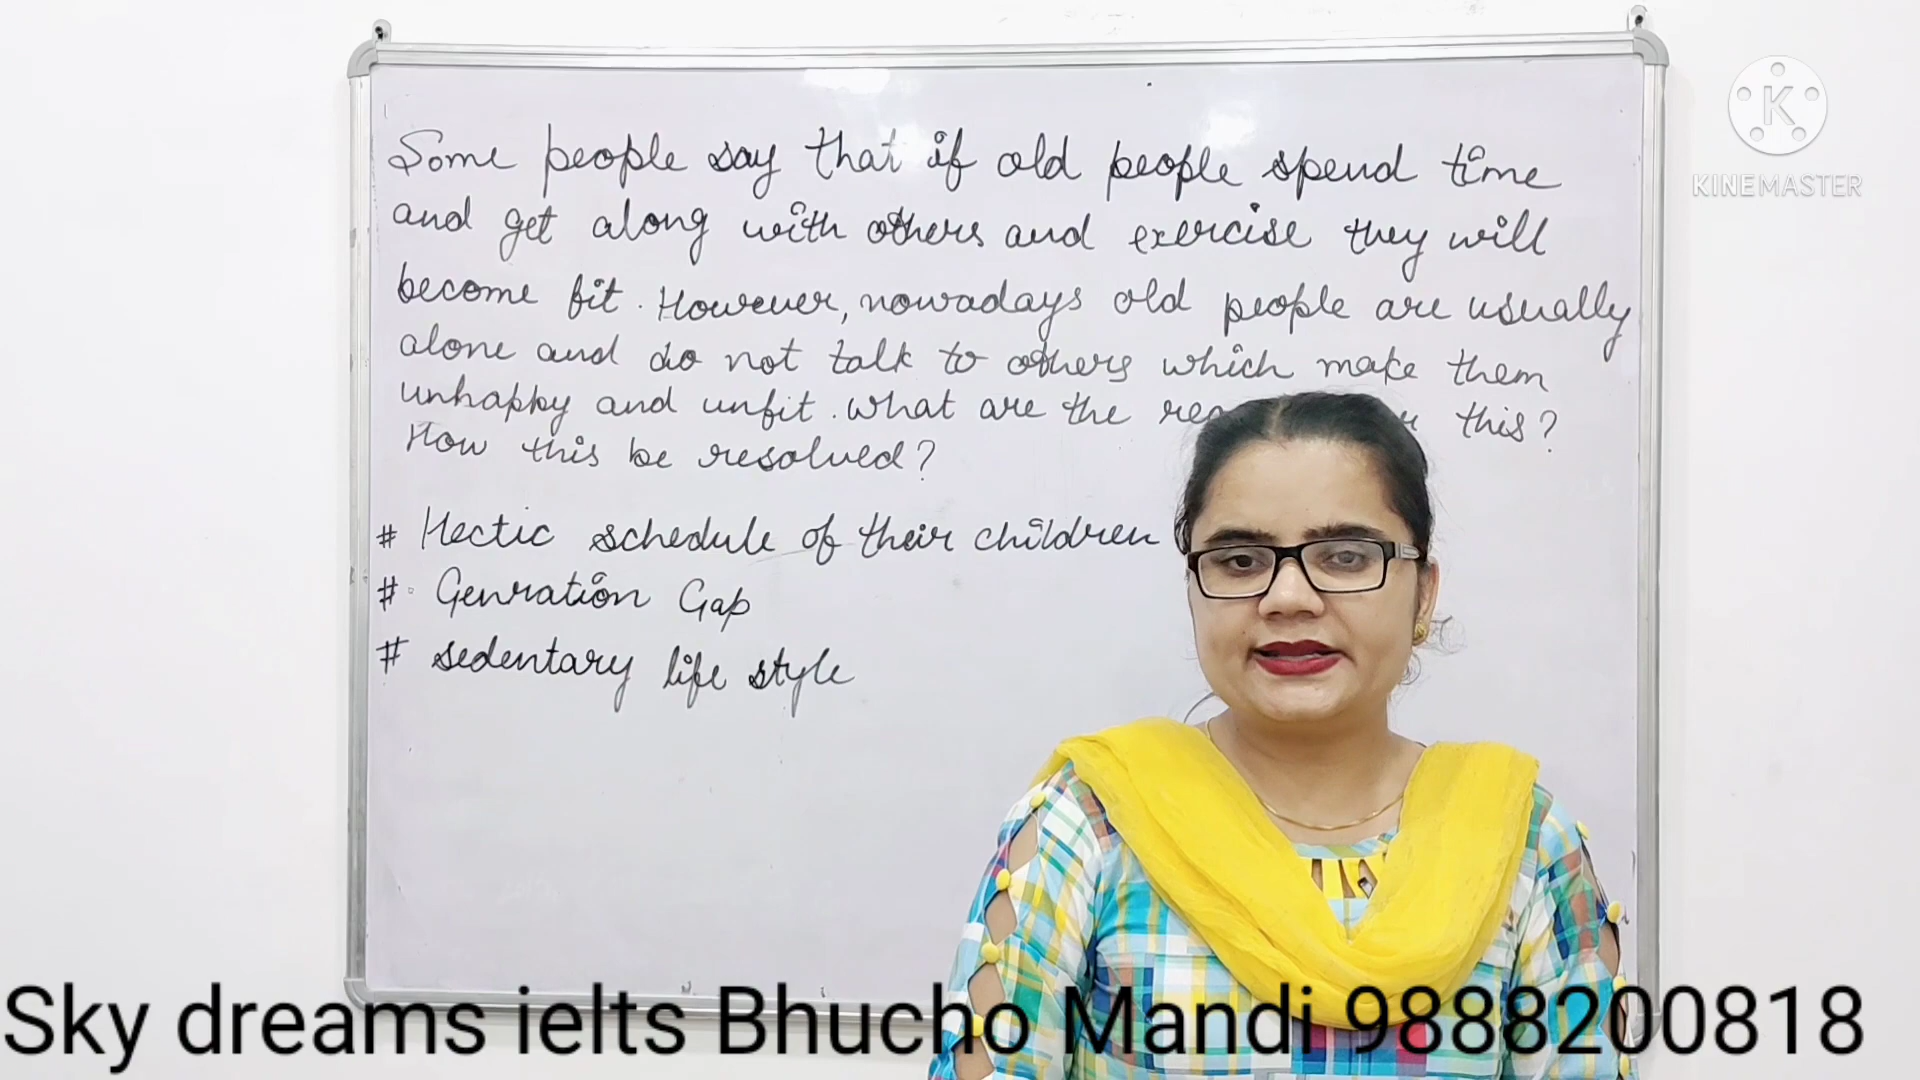 Some people say that if old people spend time
and get along with others and exercise they will
become fit. However, nowadays old people are usually
alone and do not talk to others which make them
unhappy and unfit. What are the this?
How this be resolved?
# Hectic schedule of their children
# Genration Gap
# sedentary life style
K
KINEMASTER
Sky dreams ielts Bhucho Mandi 9888200818